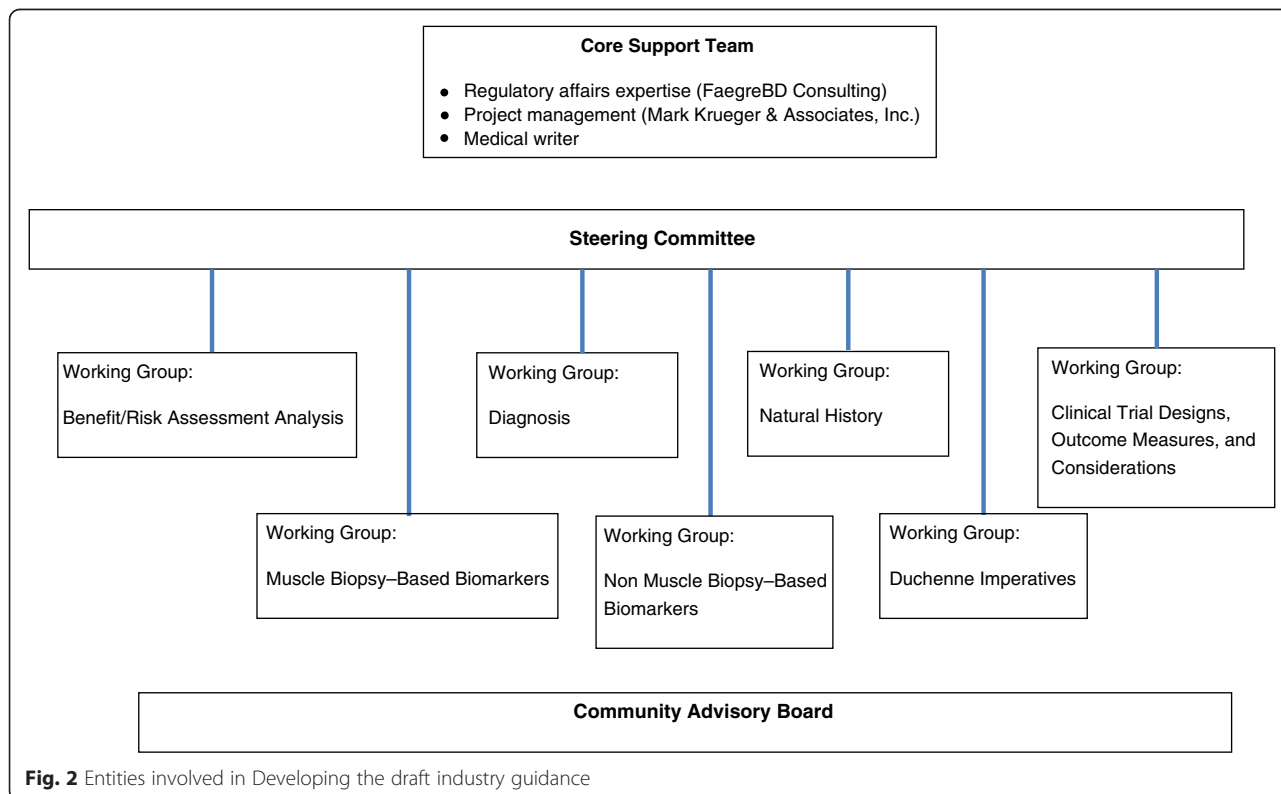 Core Support Team
● Regulatory affairs expertise (FaegreBD Consulting)
● Project management (Mark Krueger & Associates, Inc.)
● Medical writer
Steering Committee
Working Group:
Benefit/Risk Assessment Analysis
Working Group:
Diagnosis
Working Group:
Natural History
Working Group:
Clinical Trial Designs,
Outcome Measures, and
Considerations
Working Group:
Muscle Biopsy–Based Biomarkers
Working Group:
Non Muscle Biopsy–Based
Biomarkers
Working Group:
Duchenne Imperatives
Community Advisory Board
Fig. 2 Entities involved in Developing the draft industry guidance